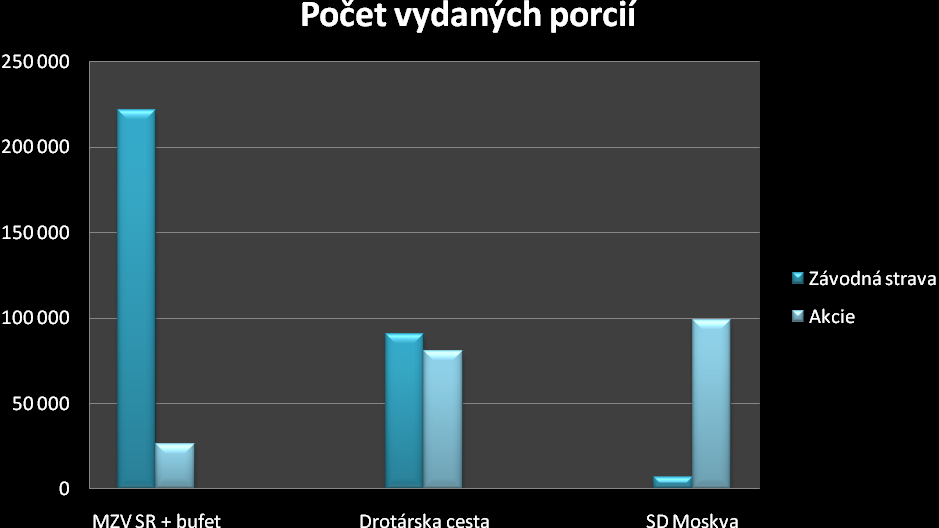 Počet vydaných porcií
250 000
200 000
150 000
100 000
50 000
0
MZV SR + bufet
Drotárska cesta
SD Moskva
Závodná strava
Akcie